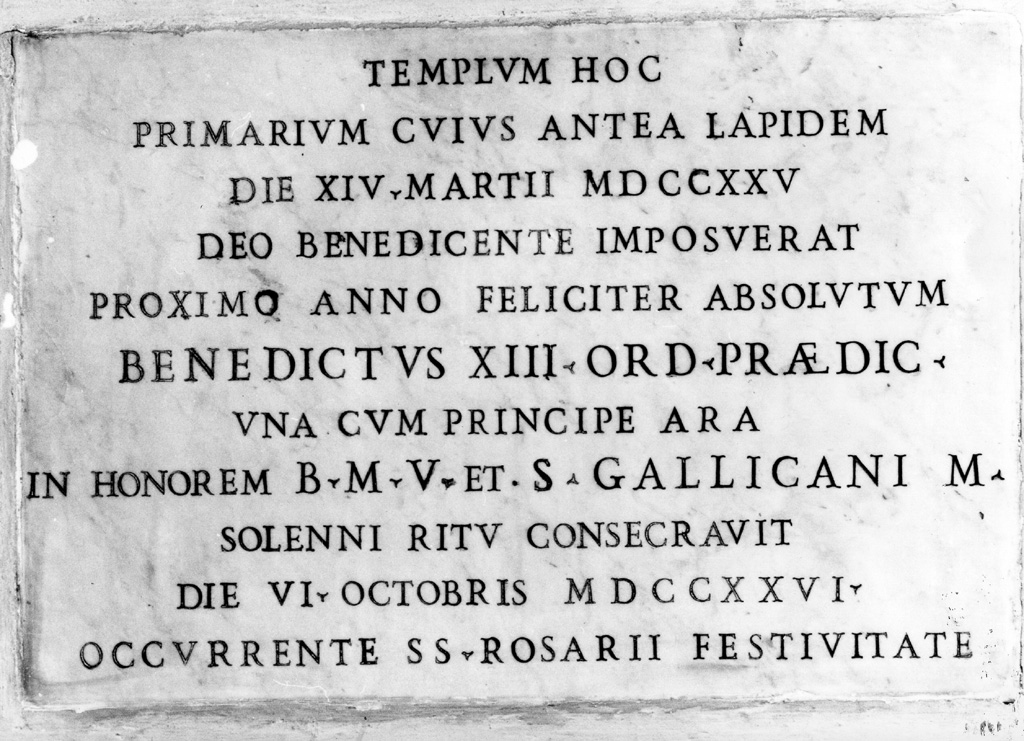 TEMPLVM HOC
PRIMARIVM CVIVS ANTEA LAPIDEM
DIE XIV MARTII MDCCXXV
DEO BENEDICENTE IMPOSVERAT
PROXIMO ANNO FELICITER ABSOLVTVM
BENEDICTVS XIII ORD PRÆDIC
VNA CVM PRINCIPE ARA
IN HONOREM B M V ET S GALLICANI M
SOLENNI RITV CONSECRAVIT
DIE VI OCTOBRIS MDCCXXVI
OCCVRRENTE SS ROSARII FESTIVITATE